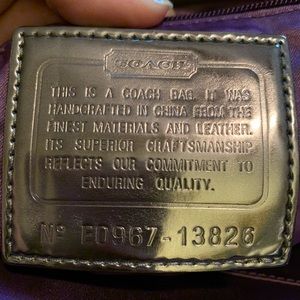 COACH
THIS IS A COACH BAG. IT WAS
HANDCRAFTED IN CHINA FROM THE
FINEST MATERIALS AND LEATHER.
ITS SUPERIOR CRAFTSMANSHIP
REFLECTS OUR COMMITMENT TO
ENDURING QUALITY.
Nº E0967-13826